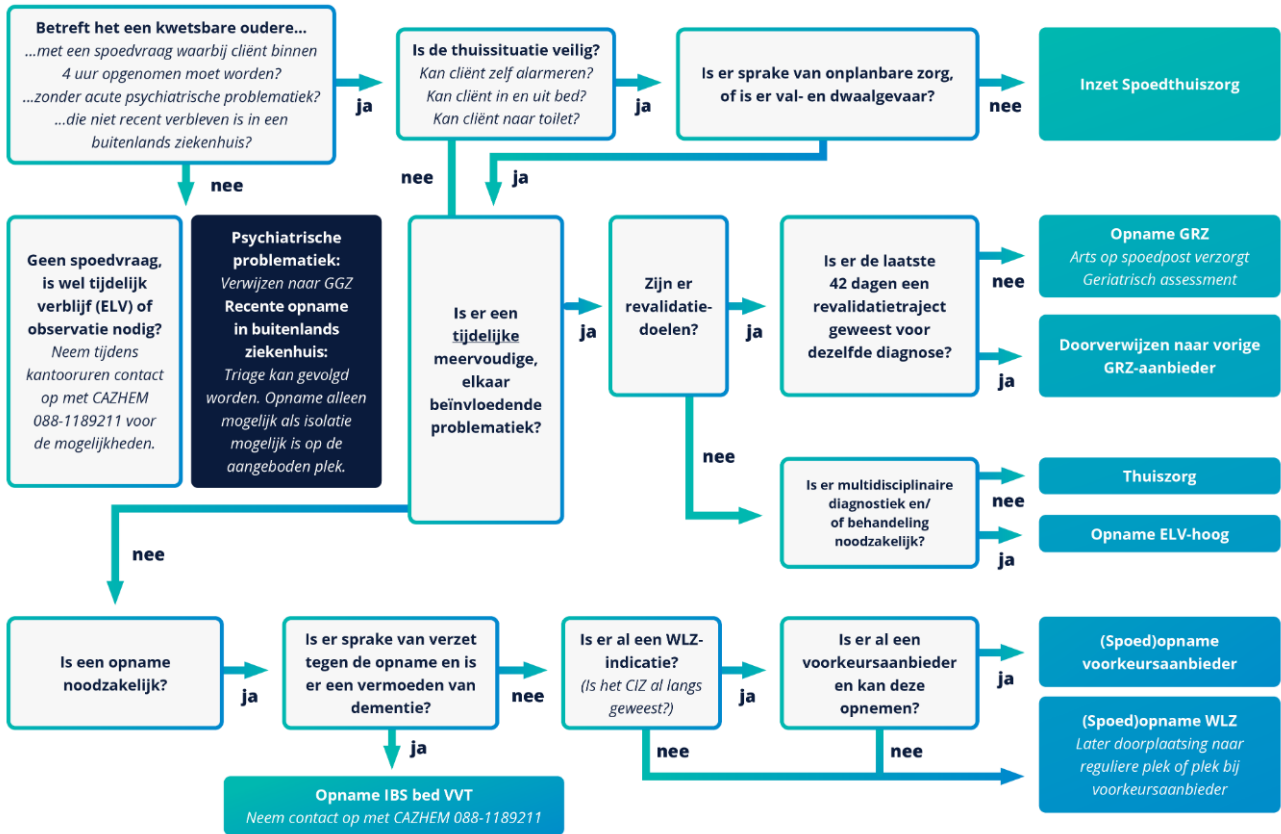 Betreft het een kwetsbare oudere...
...met een spoedvraag waarbij cliënt binnen
4 uur opgenomen moet worden?
...zonder acute psychiatrische problematiek?
...die niet recent verbleven is in een
buitenlands ziekenhuis?
ja
Is de thuissituatie veilig?
Kan cliënt zelf alarmeren?
Kan cliënt in en uit bed?
Kan cliënt naar toilet?
ja
Is er sprake van onplanbare zorg,
of is er val- en dwaalgevaar?
nee
Inzet Spoedthuiszorg
nee
nee
ja
Geen spoedvraag,
is wel tijdelijk
verblijf (ELV) of
observatie nodig?
Neem tijdens
kantooruren contact
op met CAZHEM
088-1189211 voor
de mogelijkheden.
Psychiatrische
problematiek:
Verwijzen naar GGZ
Recente opname
in buitenlands
ziekenhuis:
Triage kan gevolgd
worden. Opname alleen
mogelijk als isolatie
mogelijk is op de
aangeboden plek.
Is er een
tijdelijke
meervoudige,
elkaar
beïnvloedende
problematiek?
ja
Zijn er
revalidatie-
doelen?
ja
Is er de laatste
42 dagen een
revalidatietraject
geweest voor
dezelfde diagnose?
nee
Opname GRZ
Arts op spoedpost verzorgt
Geriatrisch assessment
ja
Doorverwijzen naar vorige
GRZ-aanbieder
nee
Is er multidisciplinaire
diagnostiek en/
of behandeling
noodzakelijk?
nee
Thuiszorg
ja
Opname ELV-hoog
nee
Is een opname
noodzakelijk?
ja
Is er sprake van verzet
tegen de opname en is
er een vermoeden van
dementie?
nee
Is er al een WLZ-
indicatie?
(Is het CIZ al langs
geweest?)
ja
Is er al een
voorkeursaanbieder
en kan deze
opnemen?
ja
(Spoed)opname
voorkeursaanbieder
ja
nee
nee
(Spoed)opname WLZ
Later doorplaatsing naar
reguliere plek of plek bij
voorkeursaanbieder
Opname IBS bed VVT
Neem contact op met CAZHEM 088-1189211